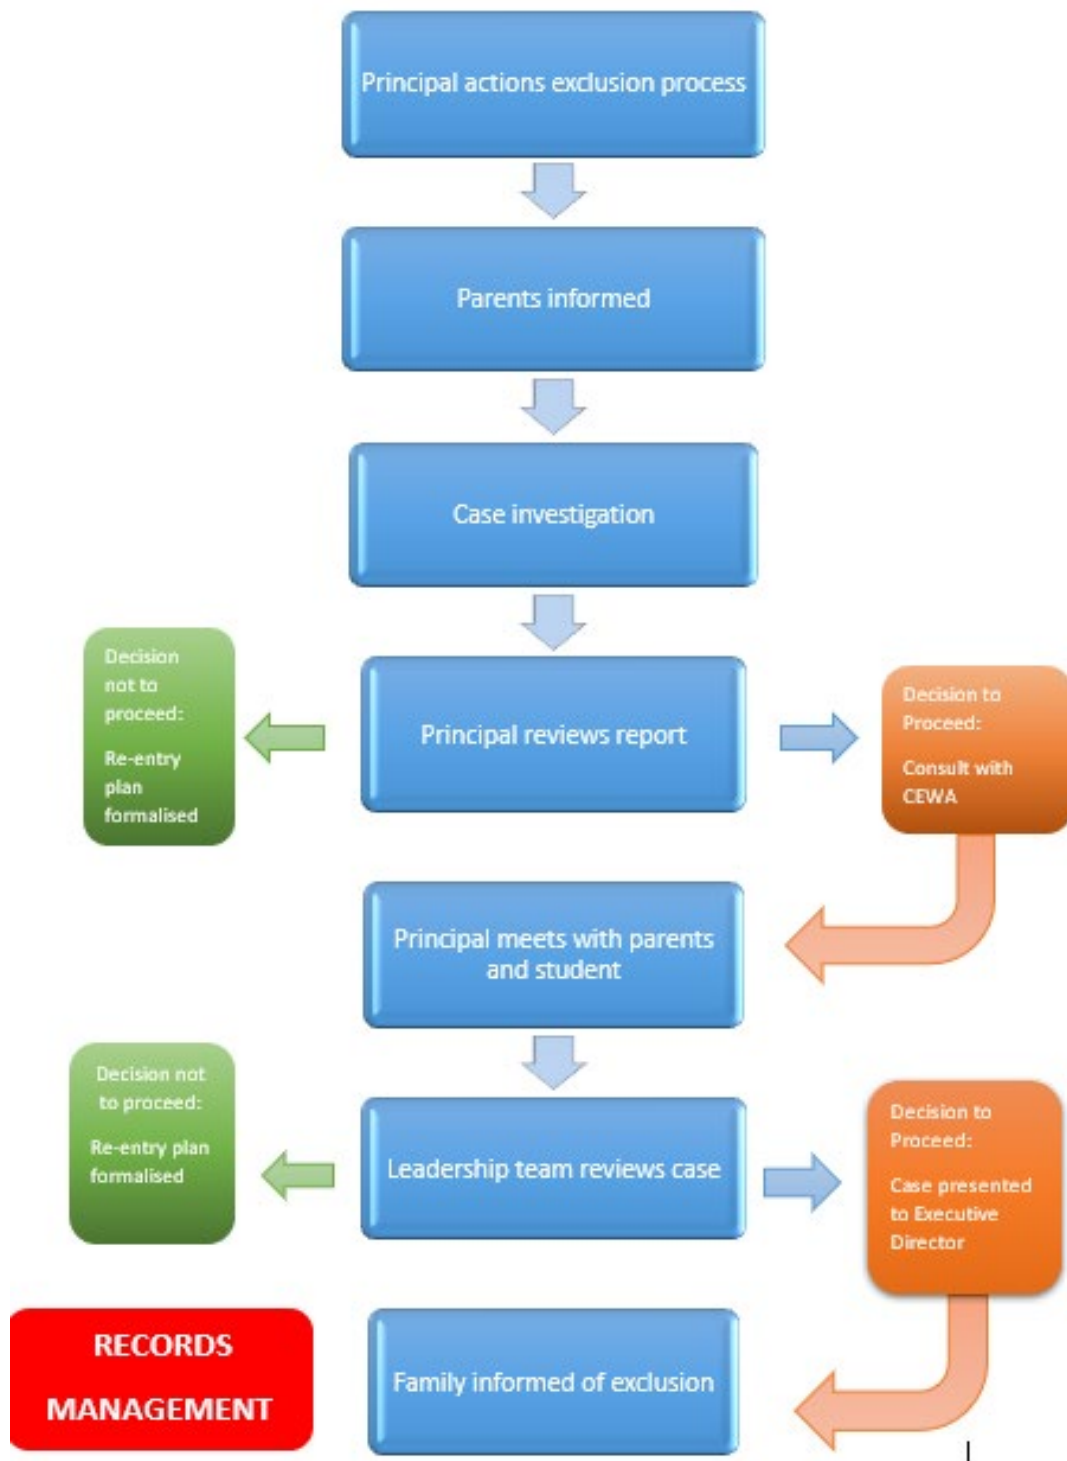 Principal actions exclusion process
Parents informed
Case investigation
Decision
not to
proceed:
Re-entry
plan
formalised
Principal reviews report
Decision to
Proceed:
Consult with
CEWA
Principal meets with parents
and student
Decision not
to proceed:
Re-entry plan
formalised
Leadership team reviews case
Decision to
Proceed:
Case presented
to Executive
Director
RECORDS
MANAGEMENT
Family informed of exclusion